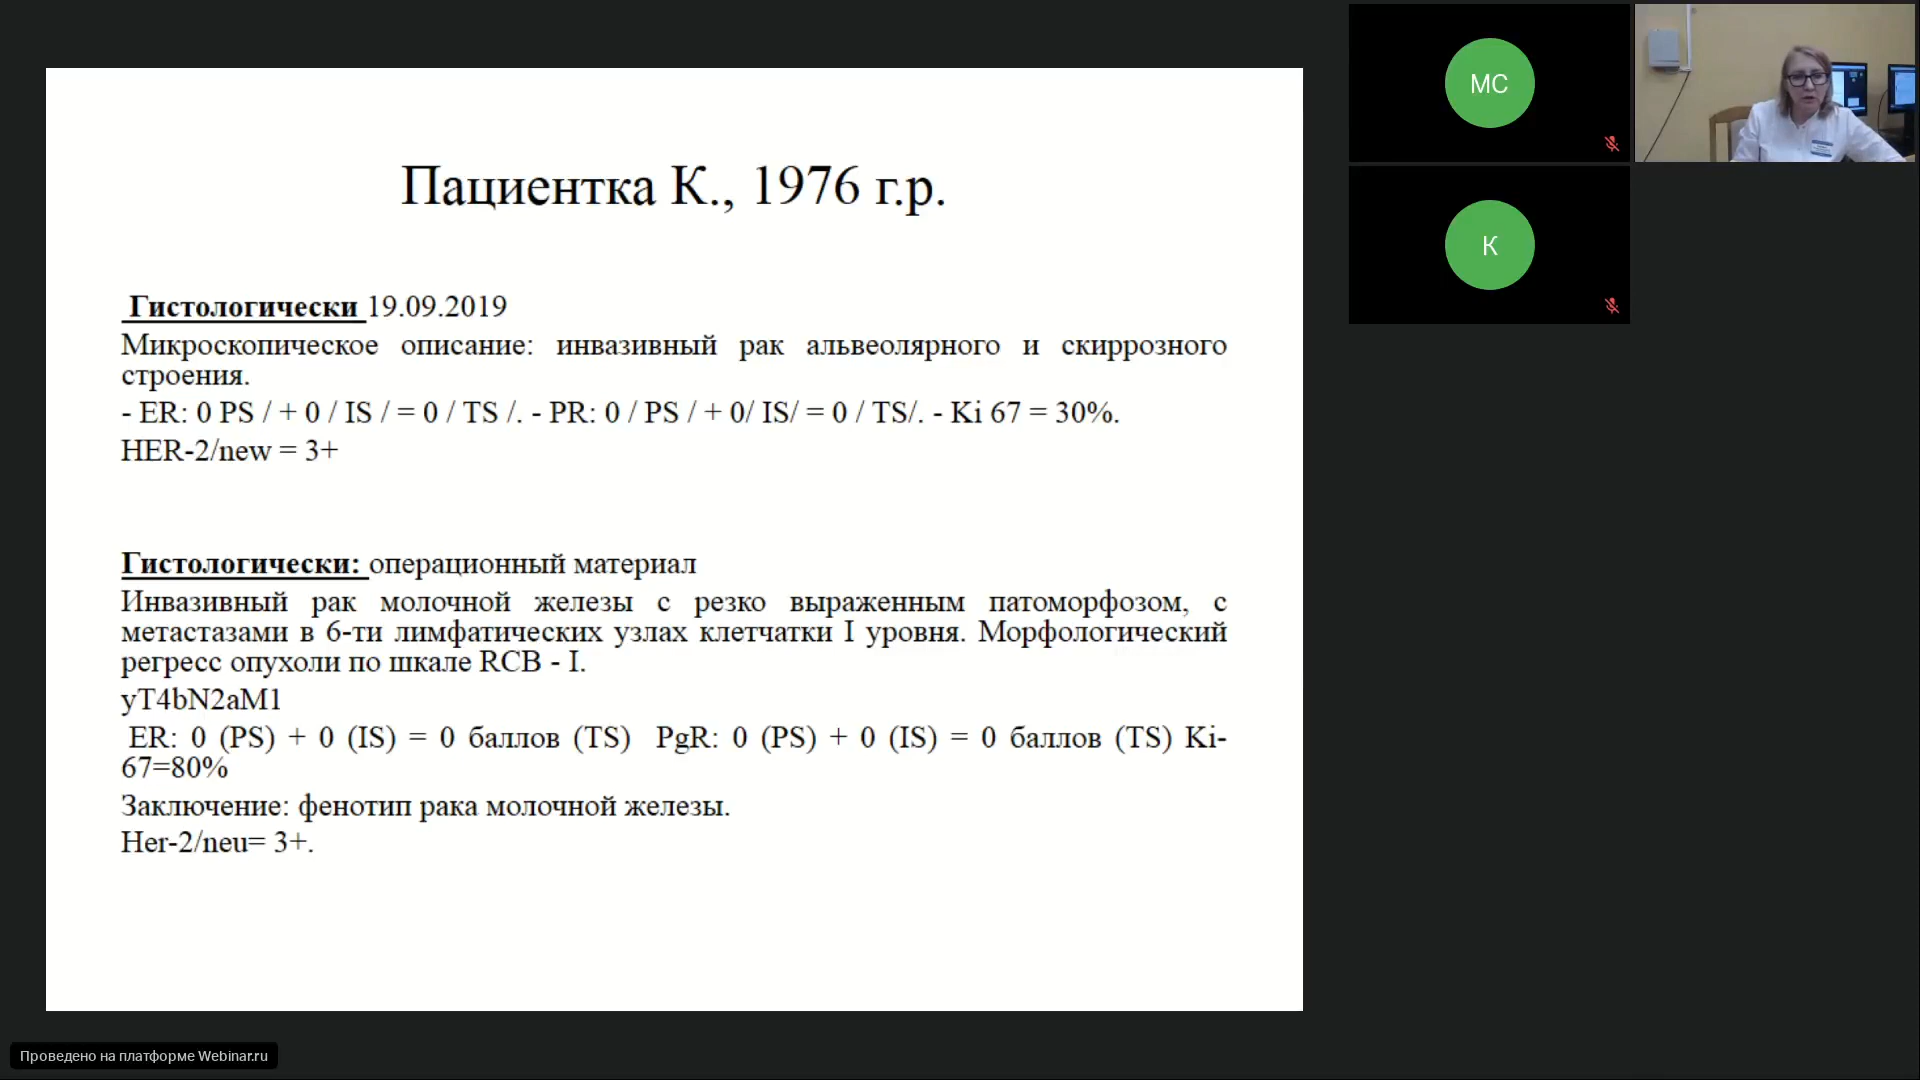 Пациентка К., 1976 г.р.
Гистологически 19.09.2019
Микроскопическое описание: инвазивный рак альвеолярного и скиррозного
строения.
- ER: 0 PS / + 0 / IS / = 0 / TS /. - PR: 0 / PS / + 0/ IS/ = 0 / TS/. - Ki 67 = 30%.
HER-2/new = 3+
Гистологически: операционный материал
Инвазивный рак молочной железы с резко выраженным патоморфозом, с
метастазами в 6-ти лимфатических узлах клетчатки I уровня. Морфологический
регресс опухоли по шкале RCB - I.
yT4bN2aM1
ER: 0 (PS) + 0 (IS) = 0 баллов (TS) PgR: 0 (PS) + 0 (IS) = 0 баллов (TS) Ki-
67=80%
Заключение: фенотип рака молочной железы.
Her-2/neu= 3+.
МС
К
Проведено на платформе Webinar.ru